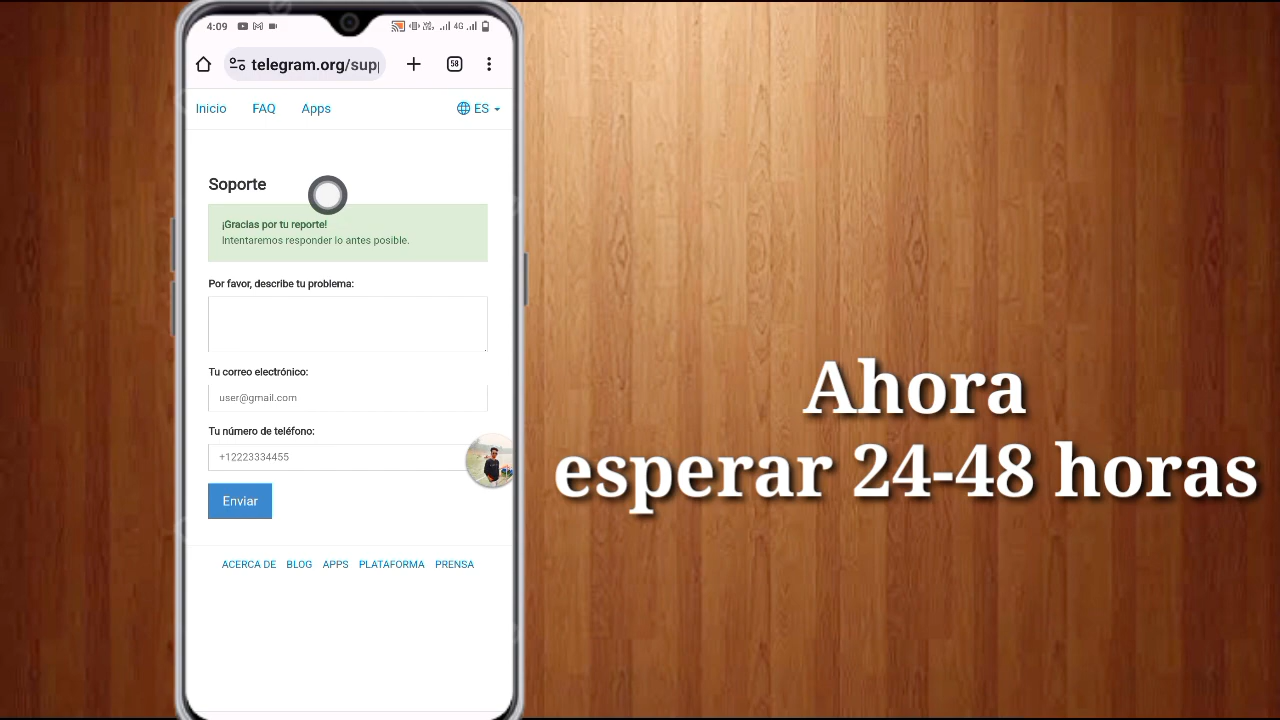 4:09
4G
telegram.org/sup
58
Inicio FAQ Apps
ES
Soporte
¡Gracias por tu reporte!
Intentaremos responder lo antes posible.
Por favor, describe tu problema:
Tu correo electrónico:
user@gmail.com
Tu número de teléfono:
+12223334455
Enviar
ACERCA DE BLOG APPS PLATAFORMA PRENSA
Ahora
esperar 24-48 horas